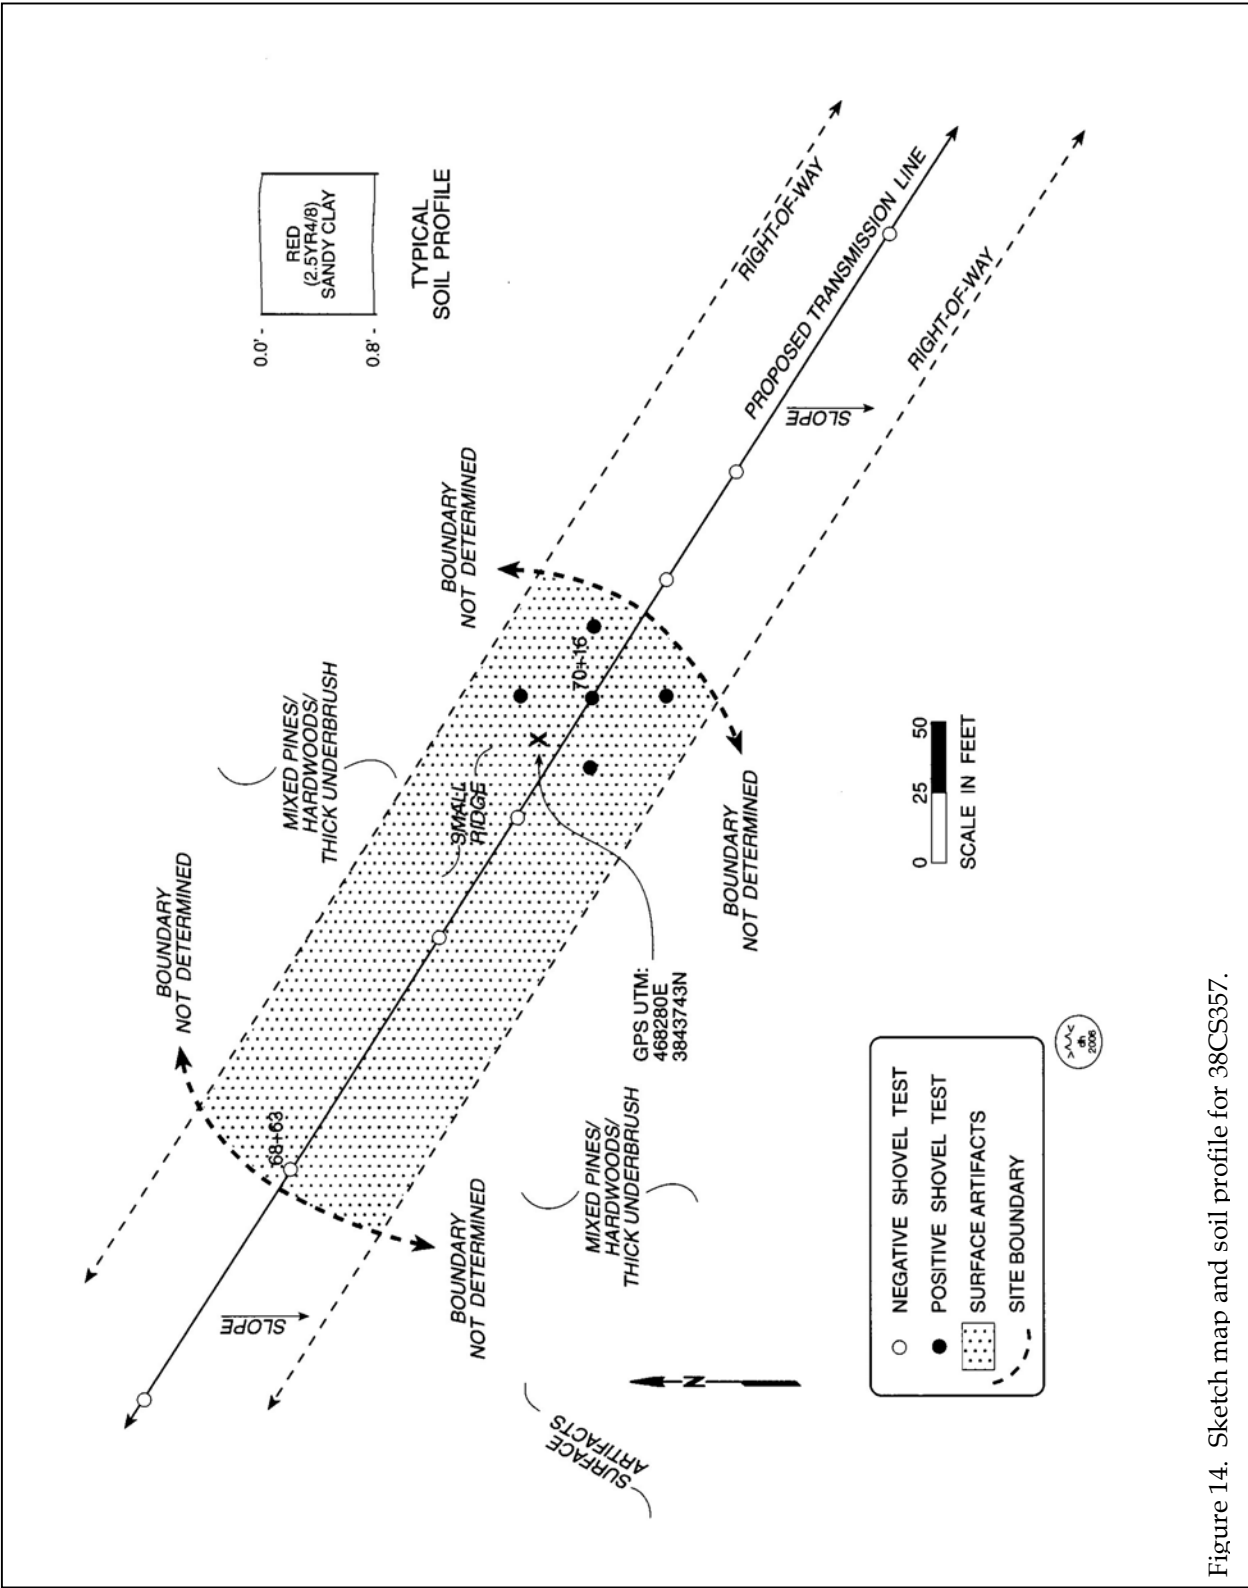 0.0' -
RED
(2.5YR4/8)
SANDY CLAY
0.8' -
TYPICAL
SOIL PROFILE
BOUNDARY
NOT DETERMINED
MIXED PINES/
HARDWOODS/
THICK UNDERBRUSH
BOUNDARY
NOT DETERMINED
RIGHT-OF-WAY
PROPOSED TRANSMISSION LINE
RIGHT-OF-WAY
SLOPE
68+63
SMALL
RIDGE
70+16
X
SLOPE
BOUNDARY
NOT DETERMINED
GPS UTM:
468280E
3843743N
BOUNDARY
NOT DETERMINED
MIXED PINES/
HARDWOODS/
THICK UNDERBRUSH
SURFACE
ARTIFACTS
N
0 25 50
SCALE IN FEET
NEGATIVE SHOVEL TEST
POSITIVE SHOVEL TEST
SURFACE ARTIFACTS
SITE BOUNDARY
dh
2006
Figure 14. Sketch map and soil profile for 38CS357.